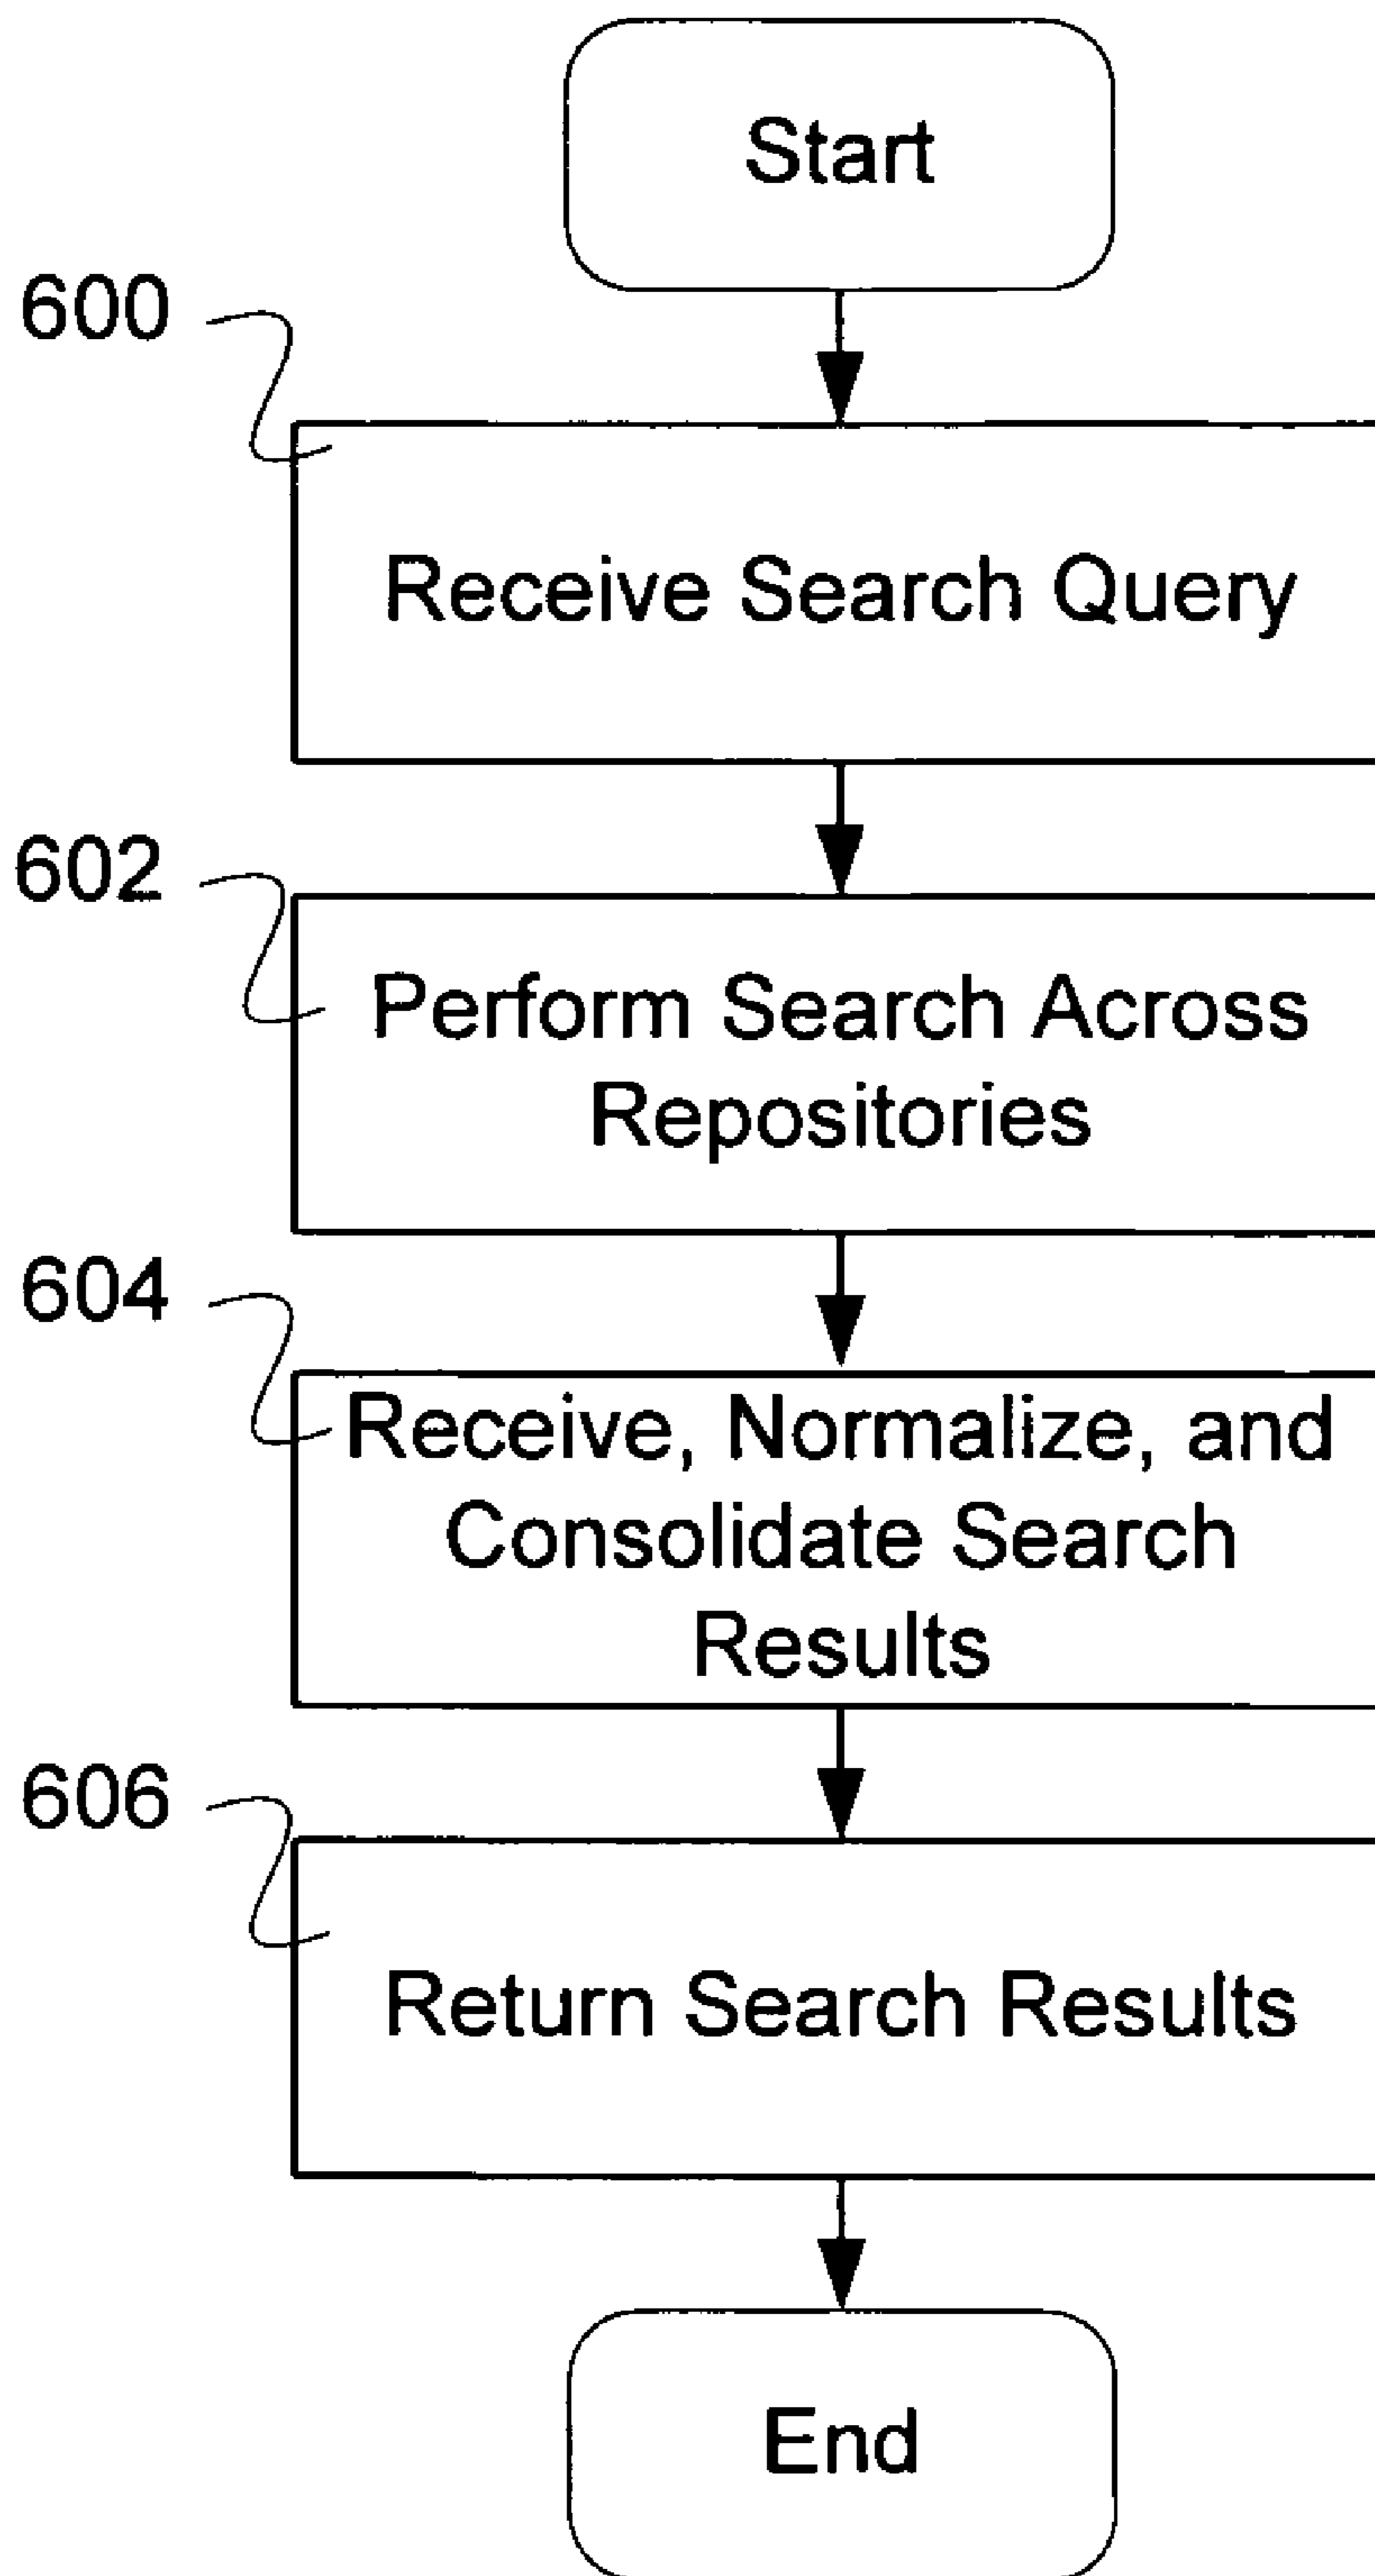 Start
600
Receive Search Query
602
Perform Search Across
Repositories
604
Receive, Normalize, and
Consolidate Search
Results
606
Return Search Results
End